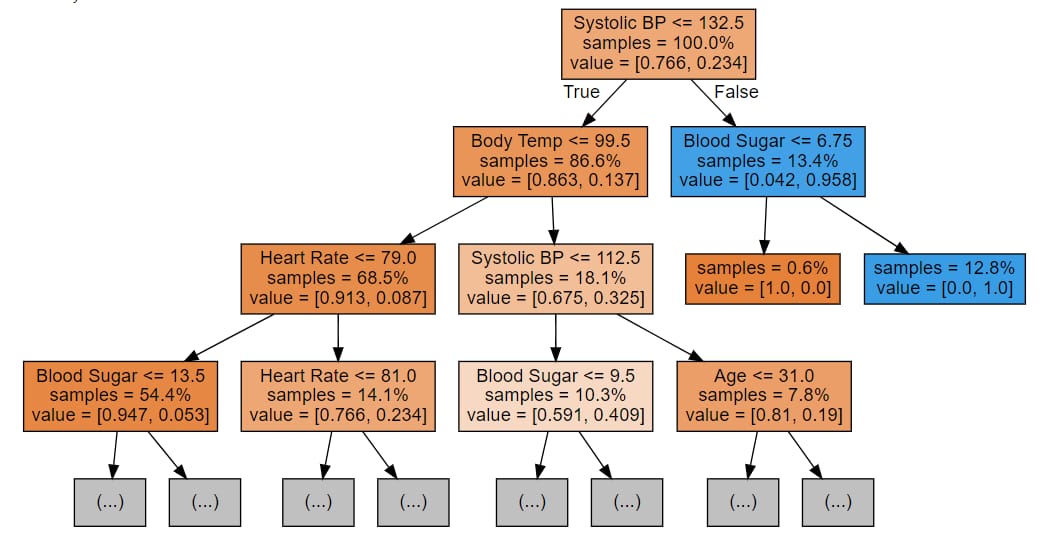 Systolic BP <= 132.5
samples = 100.0%
value = [0.766, 0.234]
True
False
Body Temp <= 99.5
samples = 86.6%
value = [0.863, 0.137]
Blood Sugar <= 6.75
samples = 13.4%
value = [0.042, 0.958]
Heart Rate <= 79.0
samples = 68.5%
value = [0.913, 0.087]
Systolic BP <= 112.5
samples = 18.1%
value = [0.675, 0.325]
samples = 0.6%
value = [1.0, 0.0]
samples = 12.8%
value = [0.0, 1.0]
Blood Sugar <= 13.5
samples = 54.4%
value = [0.947, 0.053]
Heart Rate <= 81.0
samples = 14.1%
value = [0.766, 0.234]
Blood Sugar <= 9.5
samples = 10.3%
value = [0.591, 0.409]
Age <= 31.0
samples = 7.8%
value = [0.81, 0.19]
(...)
(...)
(...)
(...)
(...)
(...)
(...)
(...)